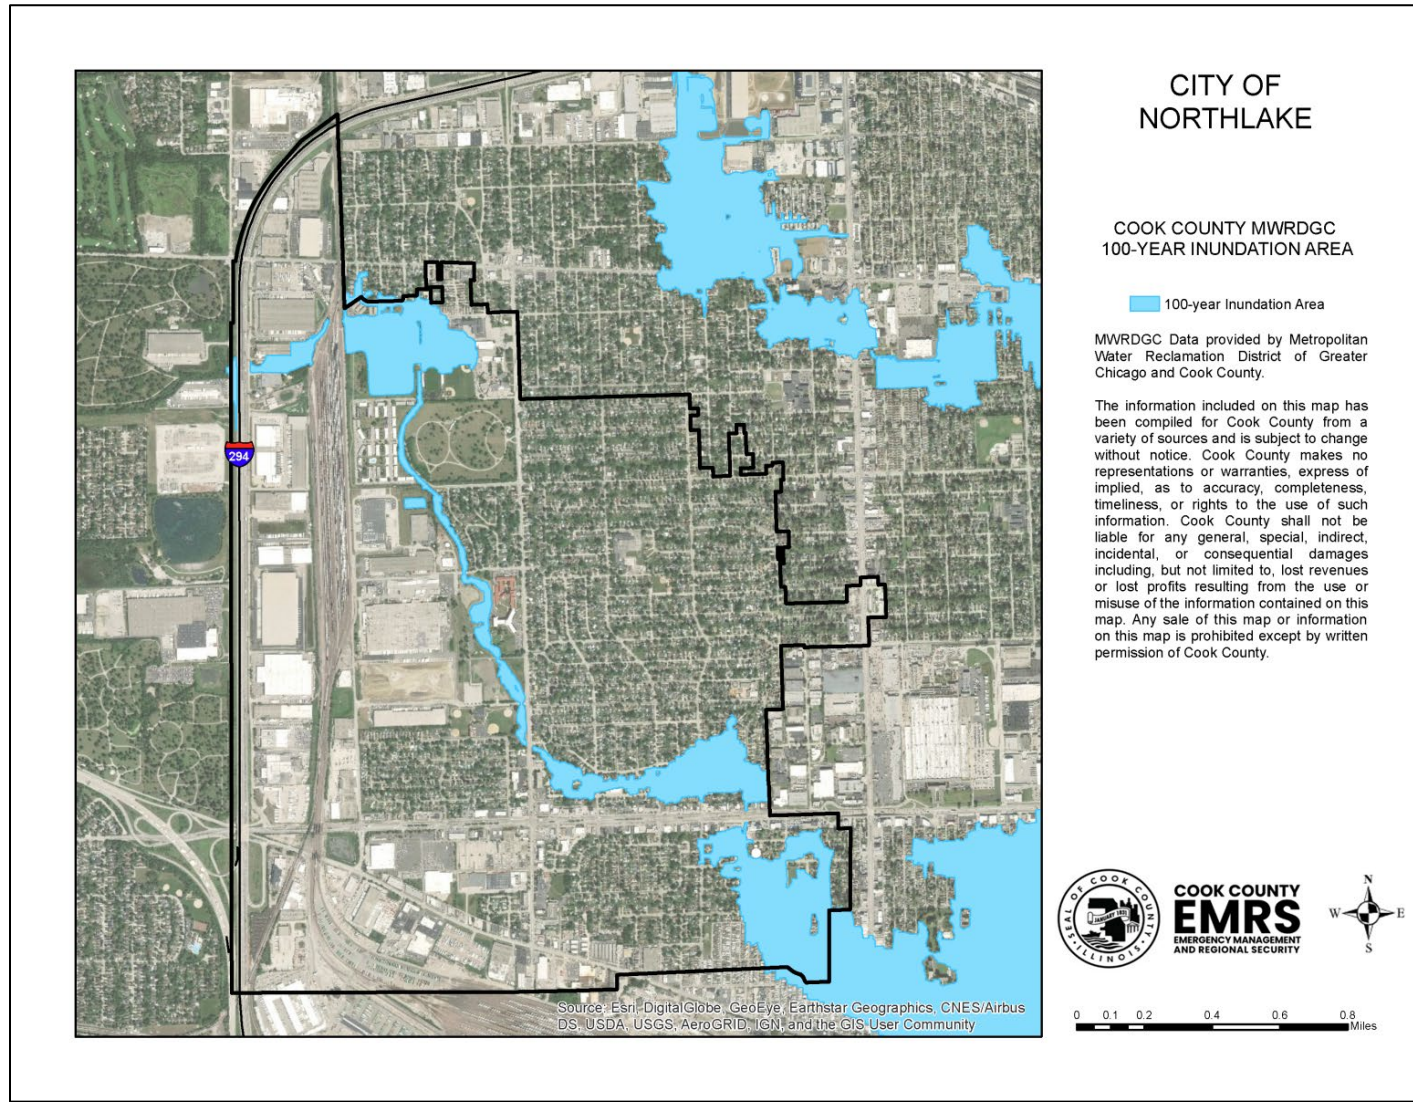 CITY OF
NORTHLAKE
COOK COUNTY MWRDGC
100-YEAR INUNDATION AREA
100-year Inundation Area
MWRDGC Data provided by Metropolitan
Water Reclamation District of Greater
Chicago and Cook County.
The information included on this map has
been compiled for Cook County from a
variety of sources and is subject to change
without notice. Cook County makes no
representations or warranties, express of
implied, as to accuracy, completeness,
timeliness, or rights to the use of such
information. Cook County shall not be
liable for any general, special, indirect,
incidental, or consequential damages
including, but not limited to, lost revenues
or lost profits resulting from the use or
misuse of the information contained on this
map. Any sale of this map or information
on this map is prohibited except by written
permission of Cook County.
294
SEAL OF COOK COUNTY
JANUARY 1831
ILLINOIS
COOK COUNTY
EMRS
EMERGENCY MANAGEMENT
AND REGIONAL SECURITY
N
W E
S
0 0.1 0.2 0.4 0.6 0.8
Miles
Source: Esri, DigitalGlobe, GeoEye, Earthstar Geographics, CNES/Airbus
DS, USDA, USGS, AeroGRID, IGN, and the GIS User Community